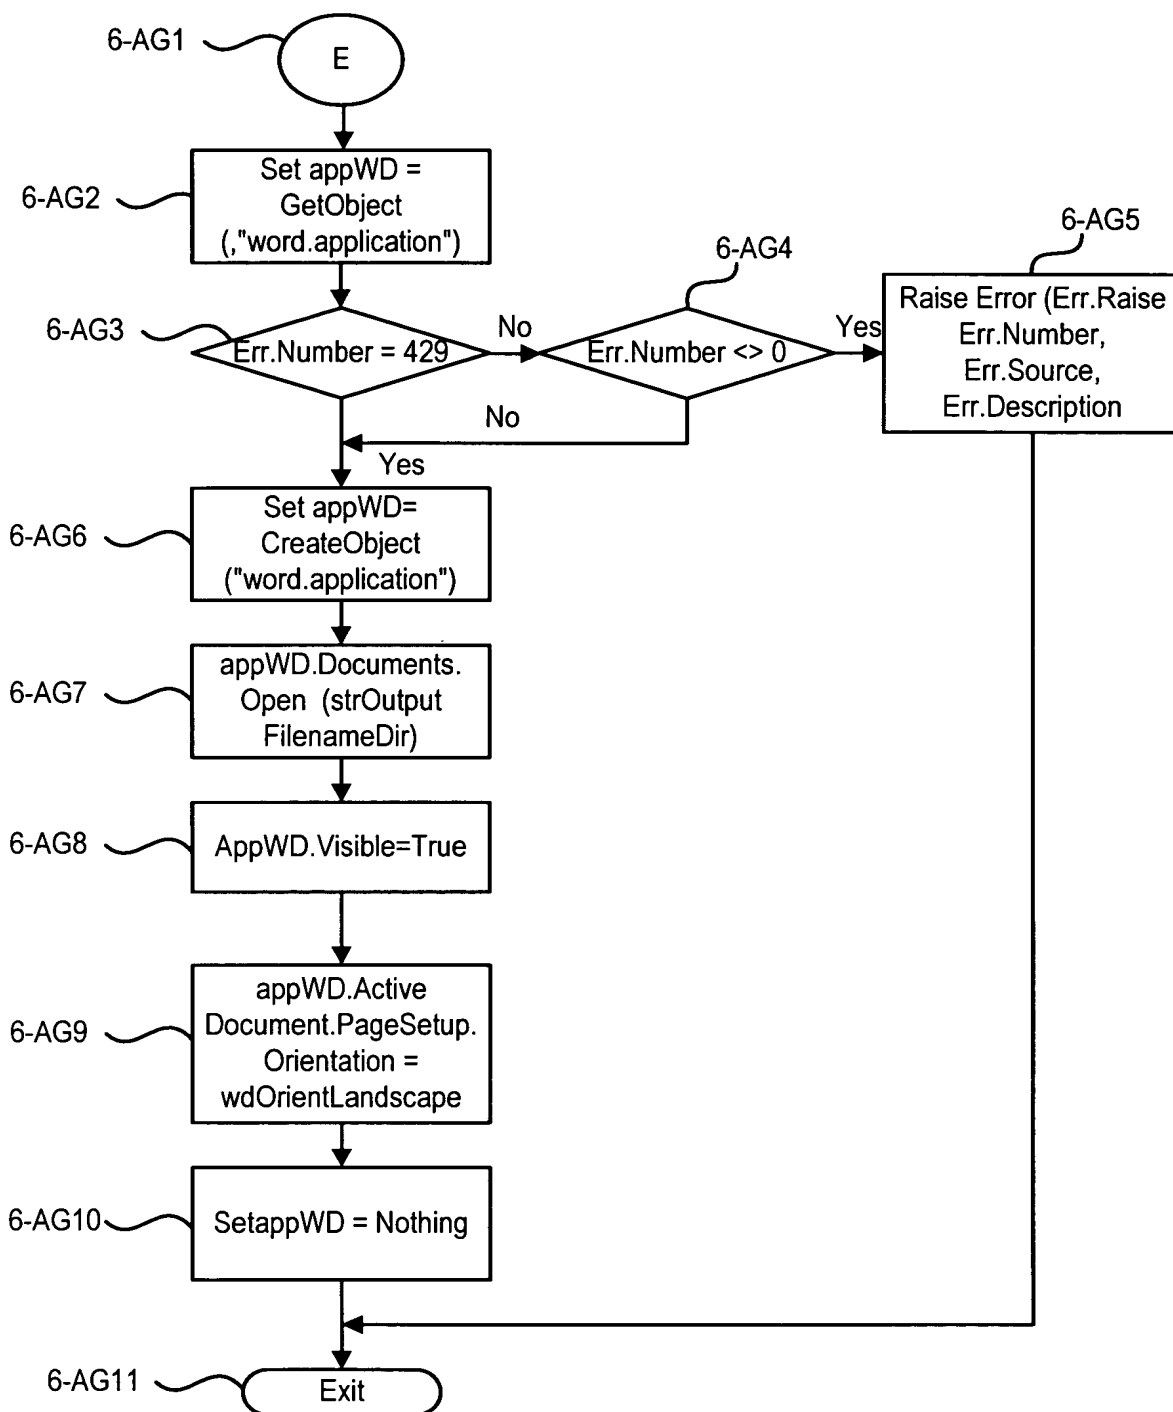 6-AG1
E
6-AG2
Set appWD =
GetObject
(,"word.application")
6-AG3
Err.Number = 429
No
6-AG4
Err.Number <> 0
Yes
6-AG5
Raise Error (Err.Raise
Err.Number,
Err.Source,
Err.Description
No
Yes
6-AG6
Set appWD=
CreateObject
("word.application")
6-AG7
appWD.Documents.
Open (strOutput
FilenameDir)
6-AG8
AppWD.Visible=True
6-AG9
appWD.Active
Document.PageSetup.
Orientation =
wdOrientLandscape
6-AG10
SetappWD = Nothing
6-AG11
Exit